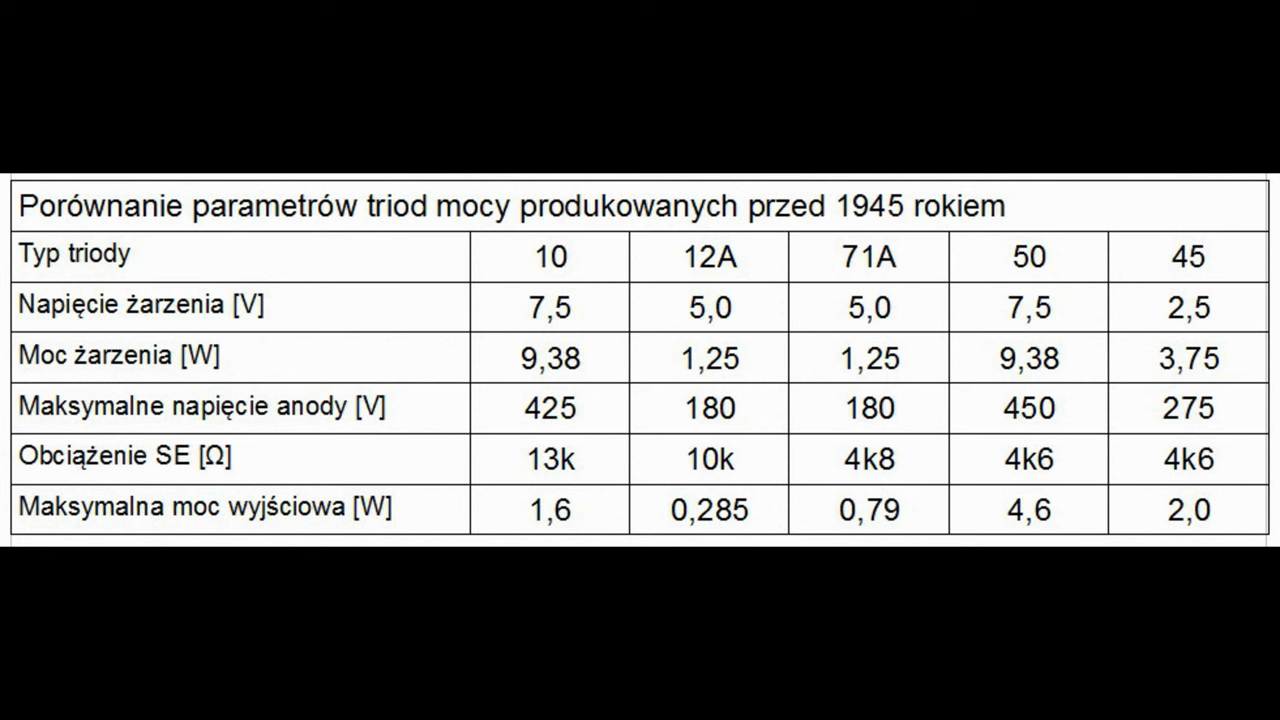 Porównanie parametrów triod mocy produkowanych przed 1945 rokiem
Typ triody 10 12A 71A 50 45
Napięcie żarzenia [V] 7,5 5,0 5,0 7,5 2,5
Moc żarzenia [W] 9,38 1,25 1,25 9,38 3,75
Maksymalne napięcie anody [V] 425 180 180 450 275
Obciążenie SE [Ω] 13k 10k 4k8 4k6 4k6
Maksymalna moc wyjściowa [W] 1,6 0,285 0,79 4,6 2,0